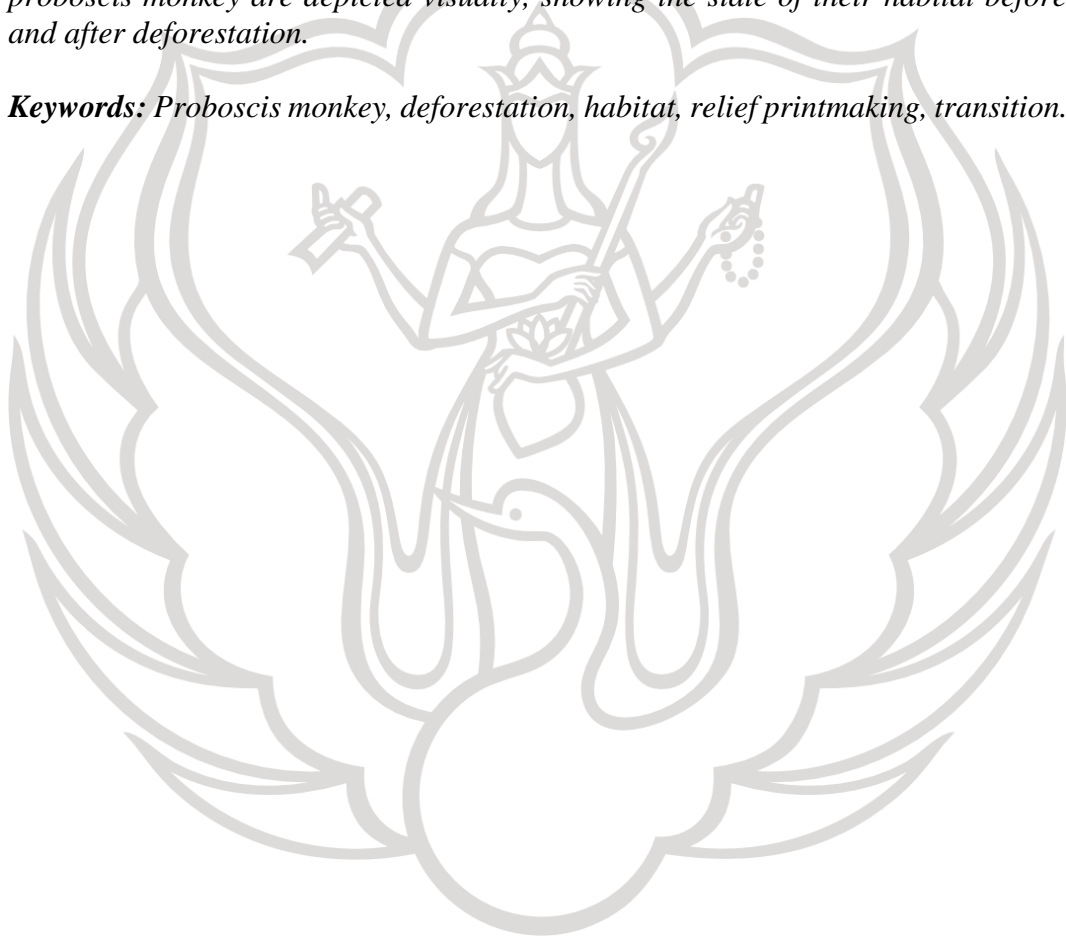 proboscis monkey are depicted visually, showing the state of their habitat before
and after deforestation.
Keywords: Proboscis monkey, deforestation, habitat, relief printmaking, transition.